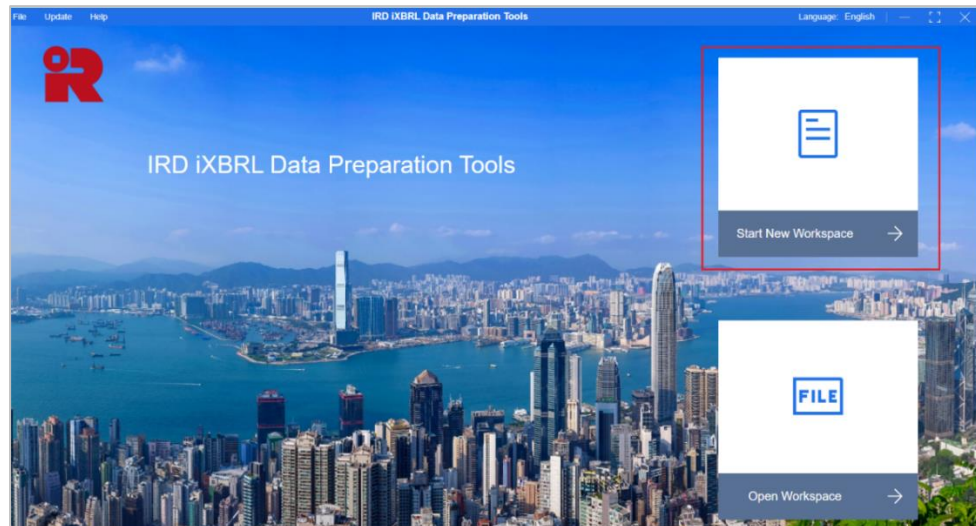 File Update Help IRD iXBRL Data Preparation Tools Language: English
IRD iXBRL Data Preparation Tools
Start New Workspace
FILE
Open Workspace